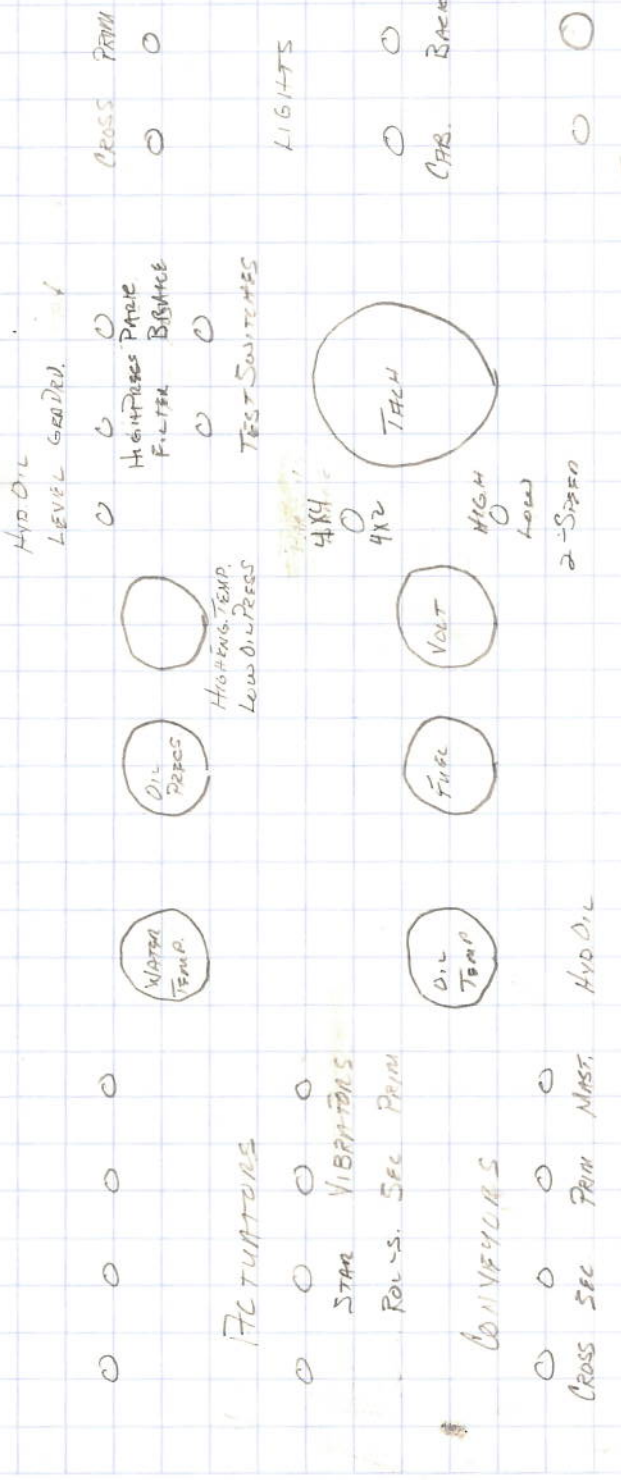 ACTUATORS
STAR VIBRATORS
ROLLS. SEC PRIM
CONVEYORS
CROSS SEC PRIM MAST.
WATER
TEMP.
OIL
PRESS
HIGH ENG. TEMP.
LOW OIL PRESS
OIL
TEMP
HYD OIL
FUEL
VOLT
HYD OIL
LEVEL GRD DRV.
HIGH PRESS PARK
FILTER BRAKE
TEST SWITCHES
4X4
4X2
HIGH
LOW
2-SPEED
TACH
CROSS PRIM
LIGHTS
CAB. BACK